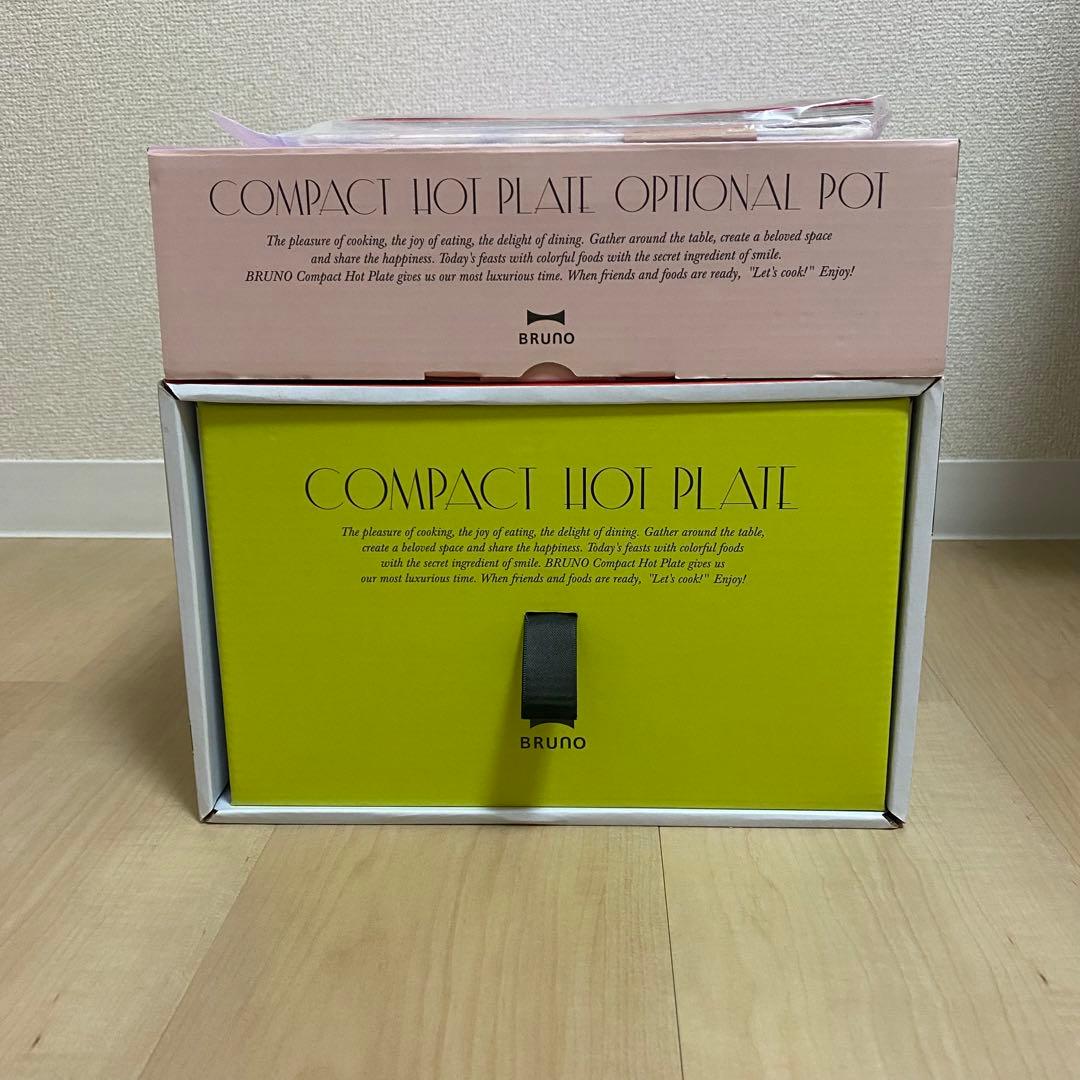 COMPACT HOT PLATE OPTIONAL POT
The pleasure of cooking, the joy of eating, the delight of dining. Gather around the table, create a beloved space
and share the happiness. Today's feasts with colorful foods with the secret ingredient of smile.
BRUNO Compact Hot Plate gives us our most luxurious time. When friends and foods are ready, "Let's cook!" Enjoy!
BRUNO
COMPACT HOT PLATE
The pleasure of cooking, the joy of eating, the delight of dining. Gather around the table,
create a beloved space and share the happiness. Today's feasts with colorful foods
with the secret ingredient of smile. BRUNO Compact Hot Plate gives us
our most luxurious time. When friends and foods are ready, "Let's cook!" Enjoy!
BRUNO